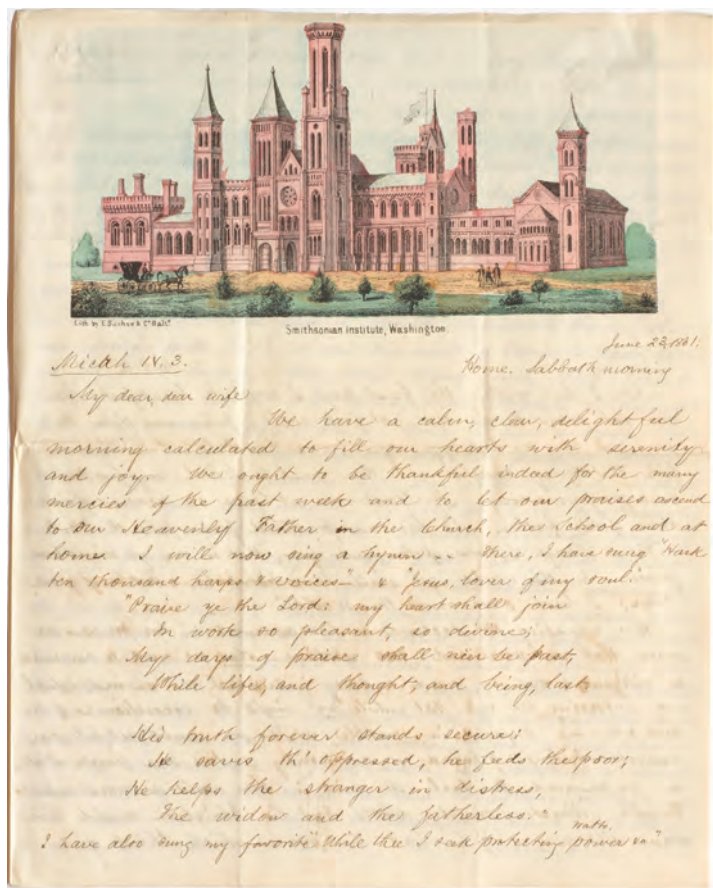 Lith. by E. Sachse & Co. Balto.
Smithsonian institute, Washington.
June 23, 1861.
Micah IV. 3.
Home. Sabbath morning
My dear, dear wife
We have a calm, clear, delightful
morning calculated to fill our hearts with serenity
and joy. We ought to be thankful indeed for the many
mercies of the past week and to let our praises ascend
to our Heavenly Father in the Church, the School and at
home. I will now sing a hymn -- there, I have sung "Hark
ten thousand harps & voices" & "Jesus, lover of my soul."
"Praise ye the Lord: my heart shall join
In work so pleasant, so divine;
My days of praise shall ne'er be past,
While life, and thought, and being, last,
His truth forever stands secure;
He saves th' oppressed, he feeds the poor;
He helps the stranger in distress,
The widow and the fatherless."
I have also sung my favorite "While thee I seek protecting power